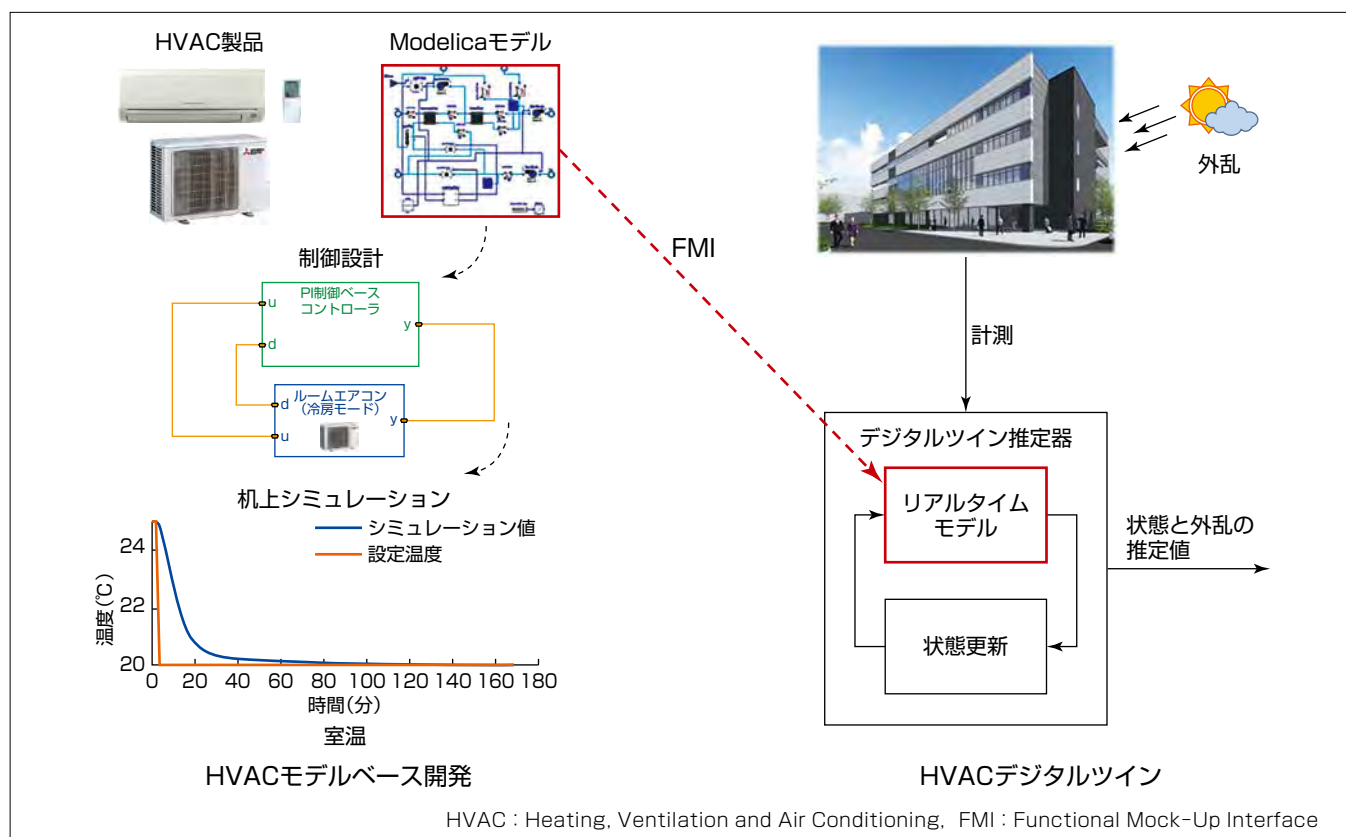 HVAC製品
Modelicaモデル
外乱
FMI
制御設計
PI制御ベース
コントローラ
u
d
y
ルームエアコン
（冷房モード）
d
u
y
計測
デジタルツイン推定器
リアルタイム
モデル
状態更新
状態と外乱の
推定値
机上シミュレーション
シミュレーション値
設定温度
温度(℃)
24
22
20
0 20 40 60 80 100 120 140 160 180
時間(分)
室温
HVACモデルベース開発
HVACデジタルツイン
HVAC：Heating, Ventilation and Air Conditioning, FMI：Functional Mock-Up Interface